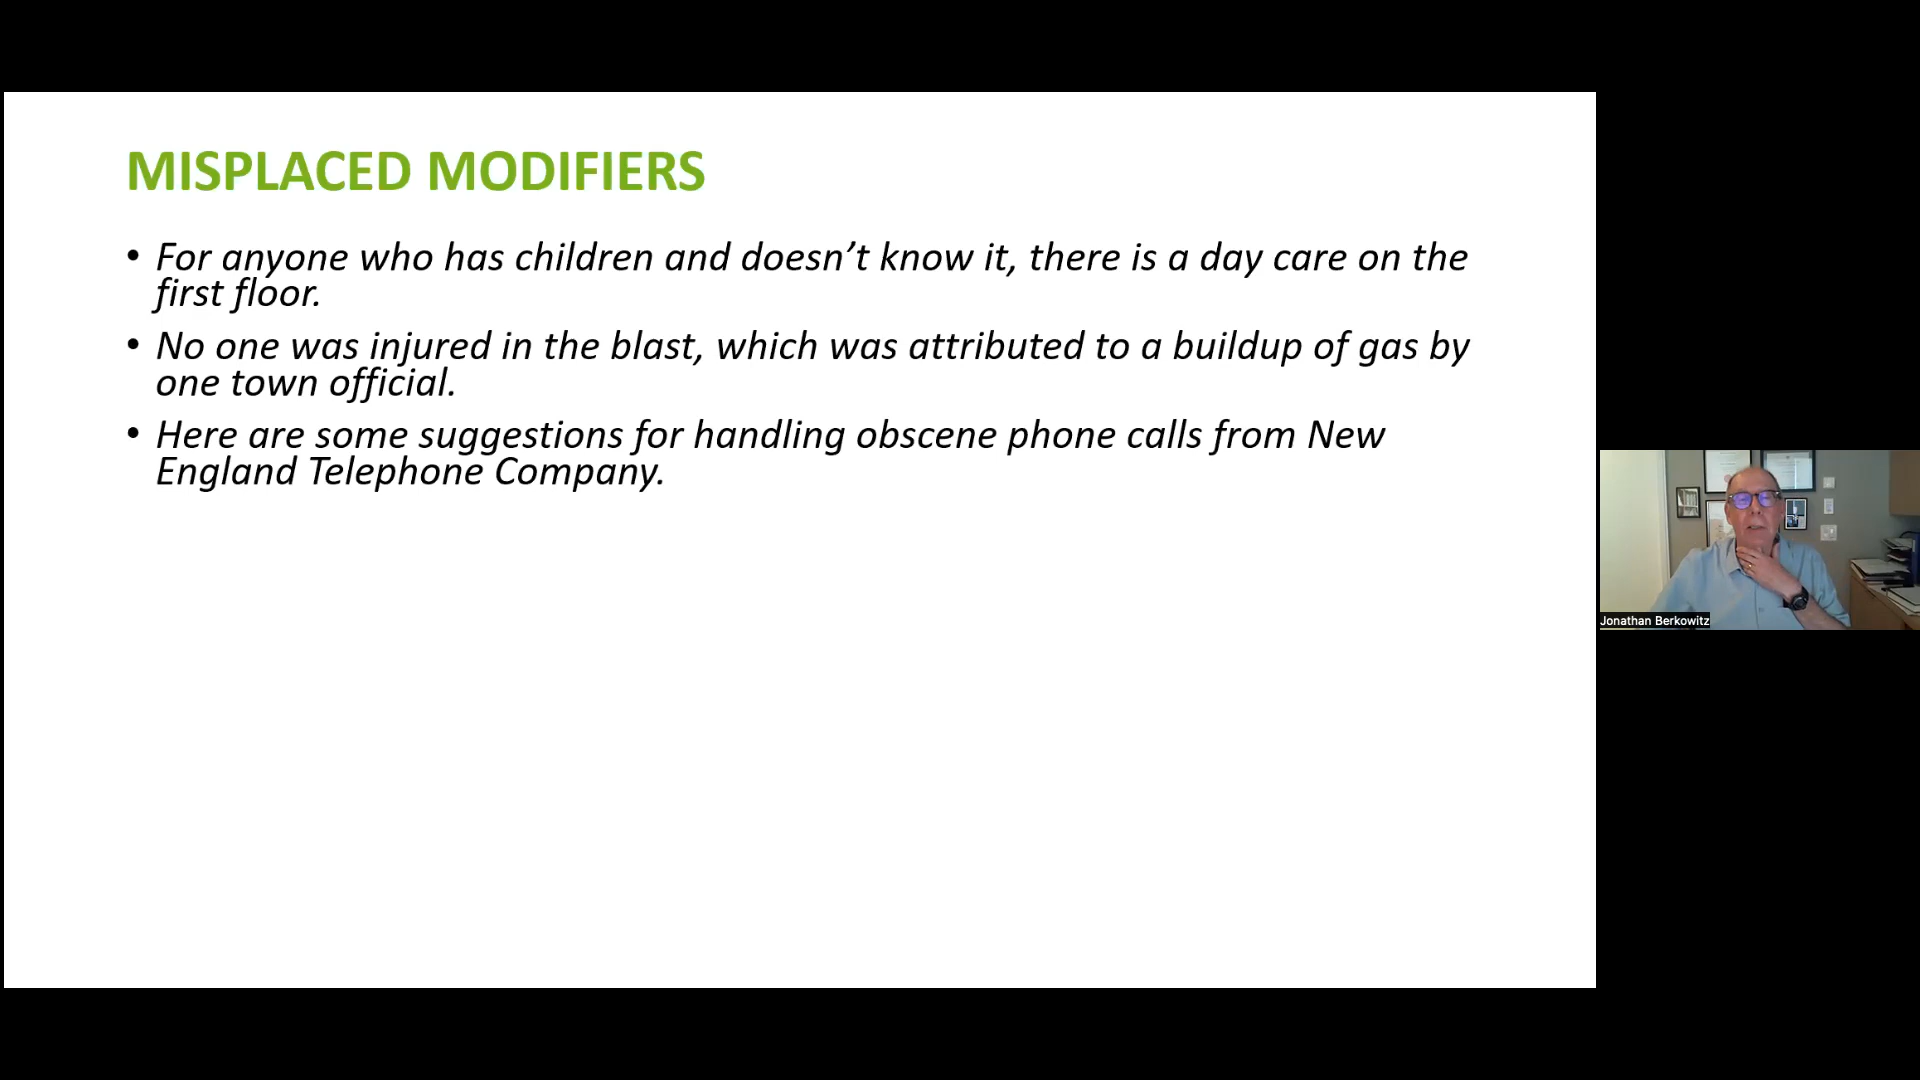 MISPLACED MODIFIERS
• For anyone who has children and doesn’t know it, there is a day care on the
first floor.
• No one was injured in the blast, which was attributed to a buildup of gas by
one town official.
• Here are some suggestions for handling obscene phone calls from New
England Telephone Company.
Jonathan Berkowitz